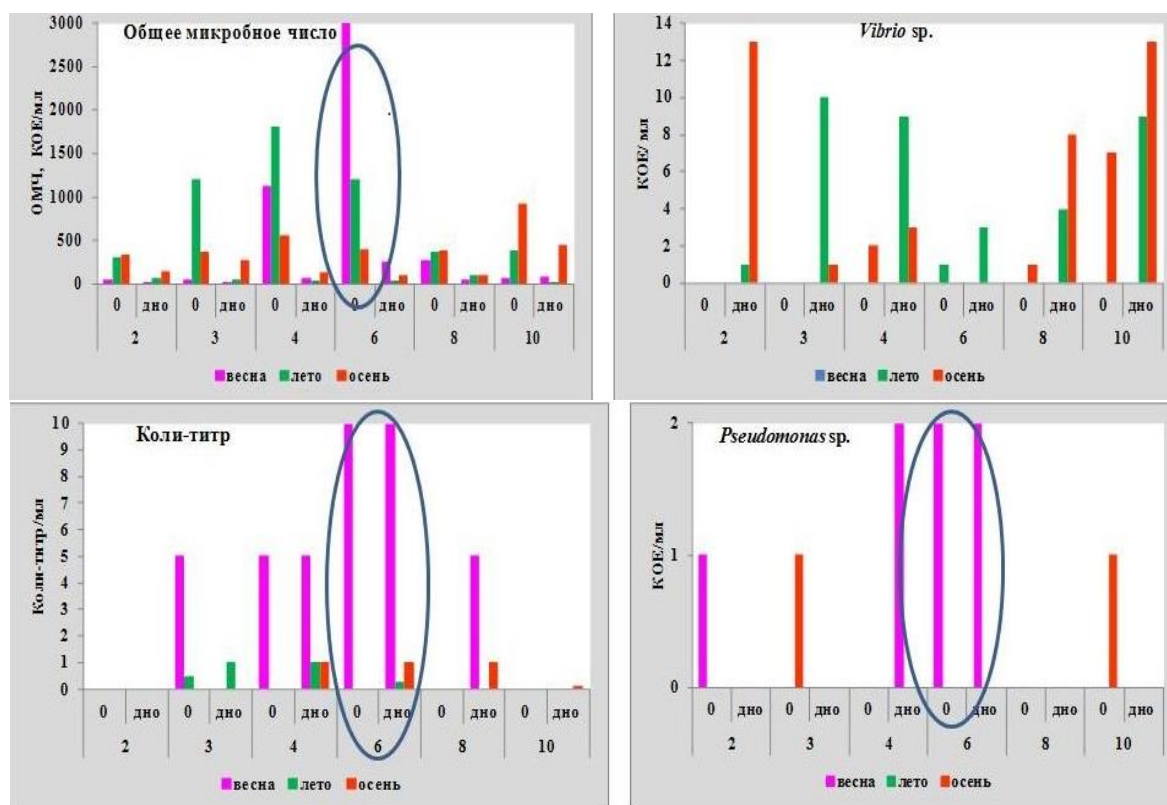 Общее микробное число
ОМЧ, КОЕ/мл
3000
2500
2000
1500
1000
500
0
0 дно 0 дно 0 дно 0 дно 0 дно 0 дно
2 3 4 6 8 10
весна лето осень
Vibrio sp.
КОЕ/ мл
14
12
10
8
6
4
2
0
0 дно 0 дно 0 дно 0 дно 0 дно 0 дно
2 3 4 6 8 10
весна лето осень
Коли-титр
Коли-титр/мл
10
9
8
7
6
5
4
3
2
1
0
0 дно 0 дно 0 дно 0 дно 0 дно 0 дно
2 3 4 6 8 10
весна лето осень
Pseudomonas sp.
КОЕ/мл
2
1
0
0 дно 0 дно 0 дно 0 дно 0 дно 0 дно
2 3 4 6 8 10
весна лето осень